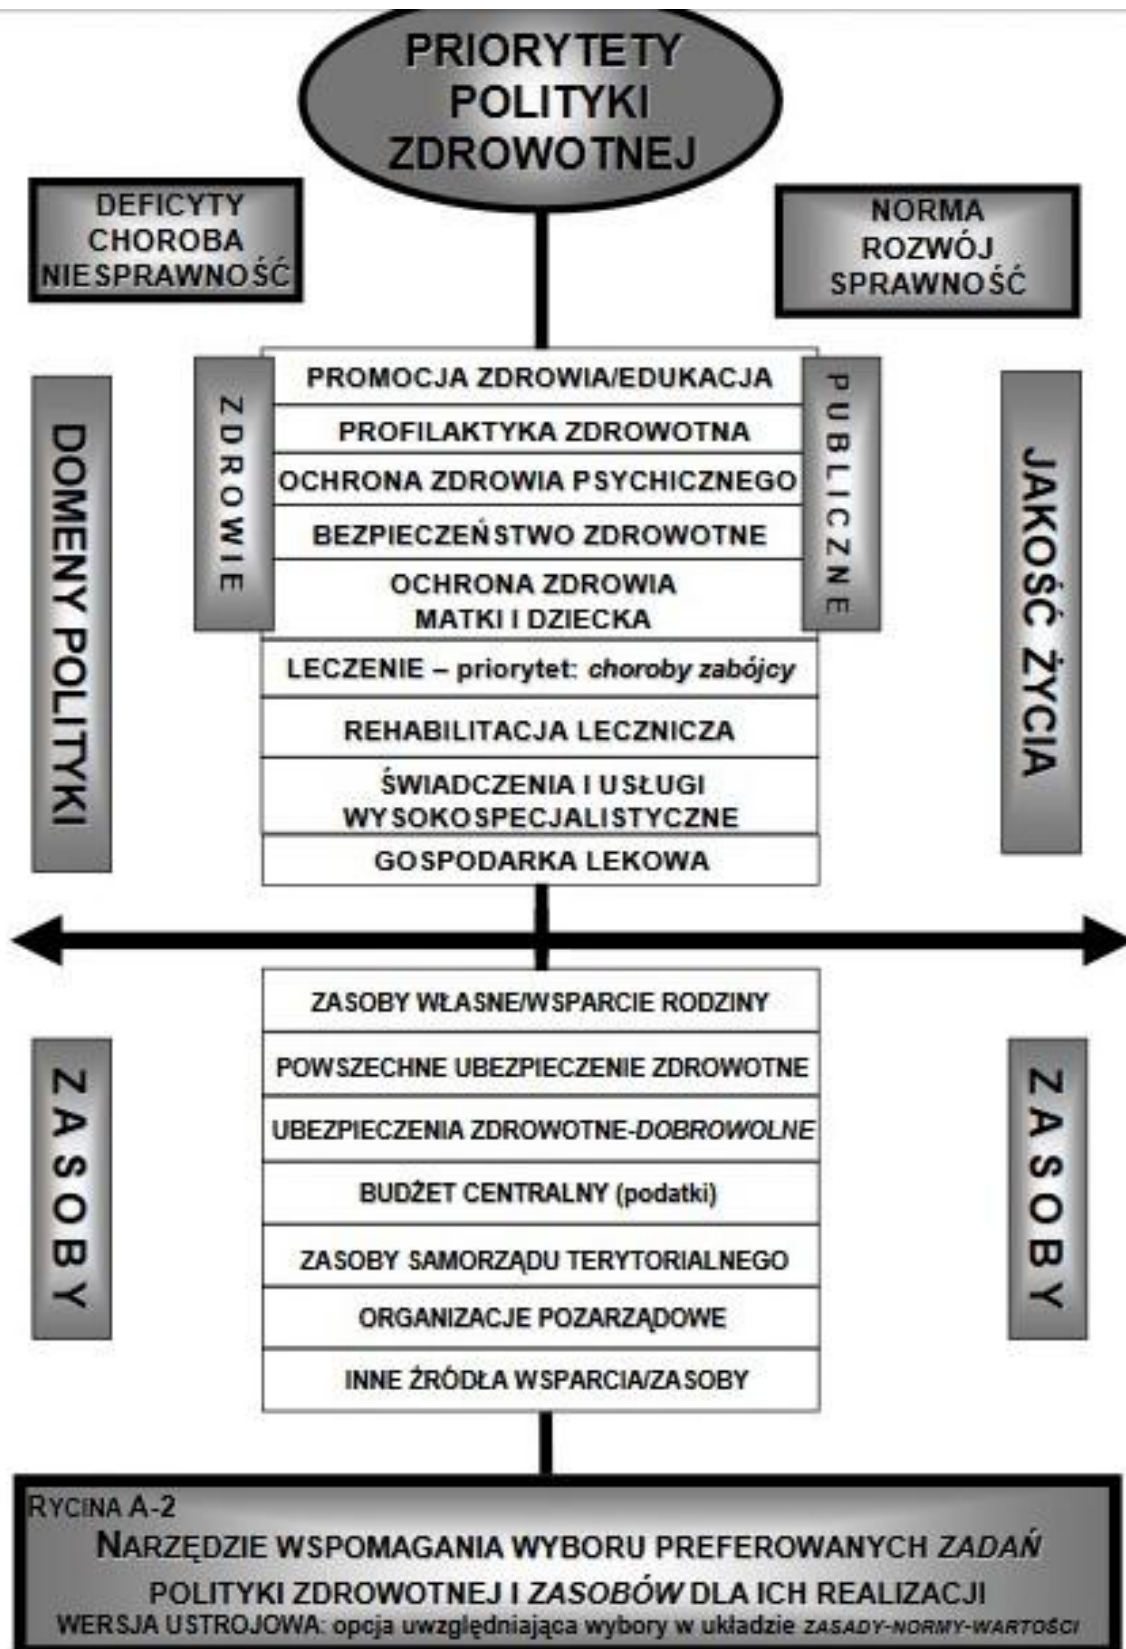 PRIORYTETY
POLITYKI
ZDROWOTNEJ
DEFICYTY
CHOROBA
NIESPRAWNOŚĆ
NORMA
ROZWÓJ
SPRAWNOŚĆ
DOMENY POLITYKI
ZDROWIE
PROMOCJA ZDROWIA/EDUKACJA
PROFILAKTYKA ZDROWOTNA
OCHRONA ZDROWIA PSYCHICZNEGO
BEZPIECZEŃSTWO ZDROWOTNE
OCHRONA ZDROWIA
MATKI I DZIECKA
LECZENIE – priorytet: choroby zabójcy
REHABILITACJA LECZNICZA
ŚWIADCZENIA I USŁUGI
WYSOKOSPECJALISTYCZNE
GOSPODARKA LEKOWA
PUBLICZNE
JAKOŚĆ ŻYCIA
ZASOBY
ZASOBY WŁASNE/WSPARCIE RODZINY
POWSZECHNE UBEZPIECZENIE ZDROWOTNE
UBEZPIECZENIA ZDROWOTNE-DOBROWOLNE
BUDŻET CENTRALNY (podatki)
ZASOBY SAMORZĄDU TERYTORIALNEGO
ORGANIZACJE POZARZĄDOWE
INNE ŹRÓDŁA WSPARCIA/ZASOBY
ZASOBY
RYCINA A-2
NARZĘDZIE WSPOMAGANIA WYBORU PREFEROWANYCH ZADAŃ
POLITYKI ZDROWOTNEJ I ZASOBÓW DLA ICH REALIZACJI
WERSJA USTROJOWA: opcja uwzględniająca wybory w układzie ZASADY-NORMY-WARTOŚCI